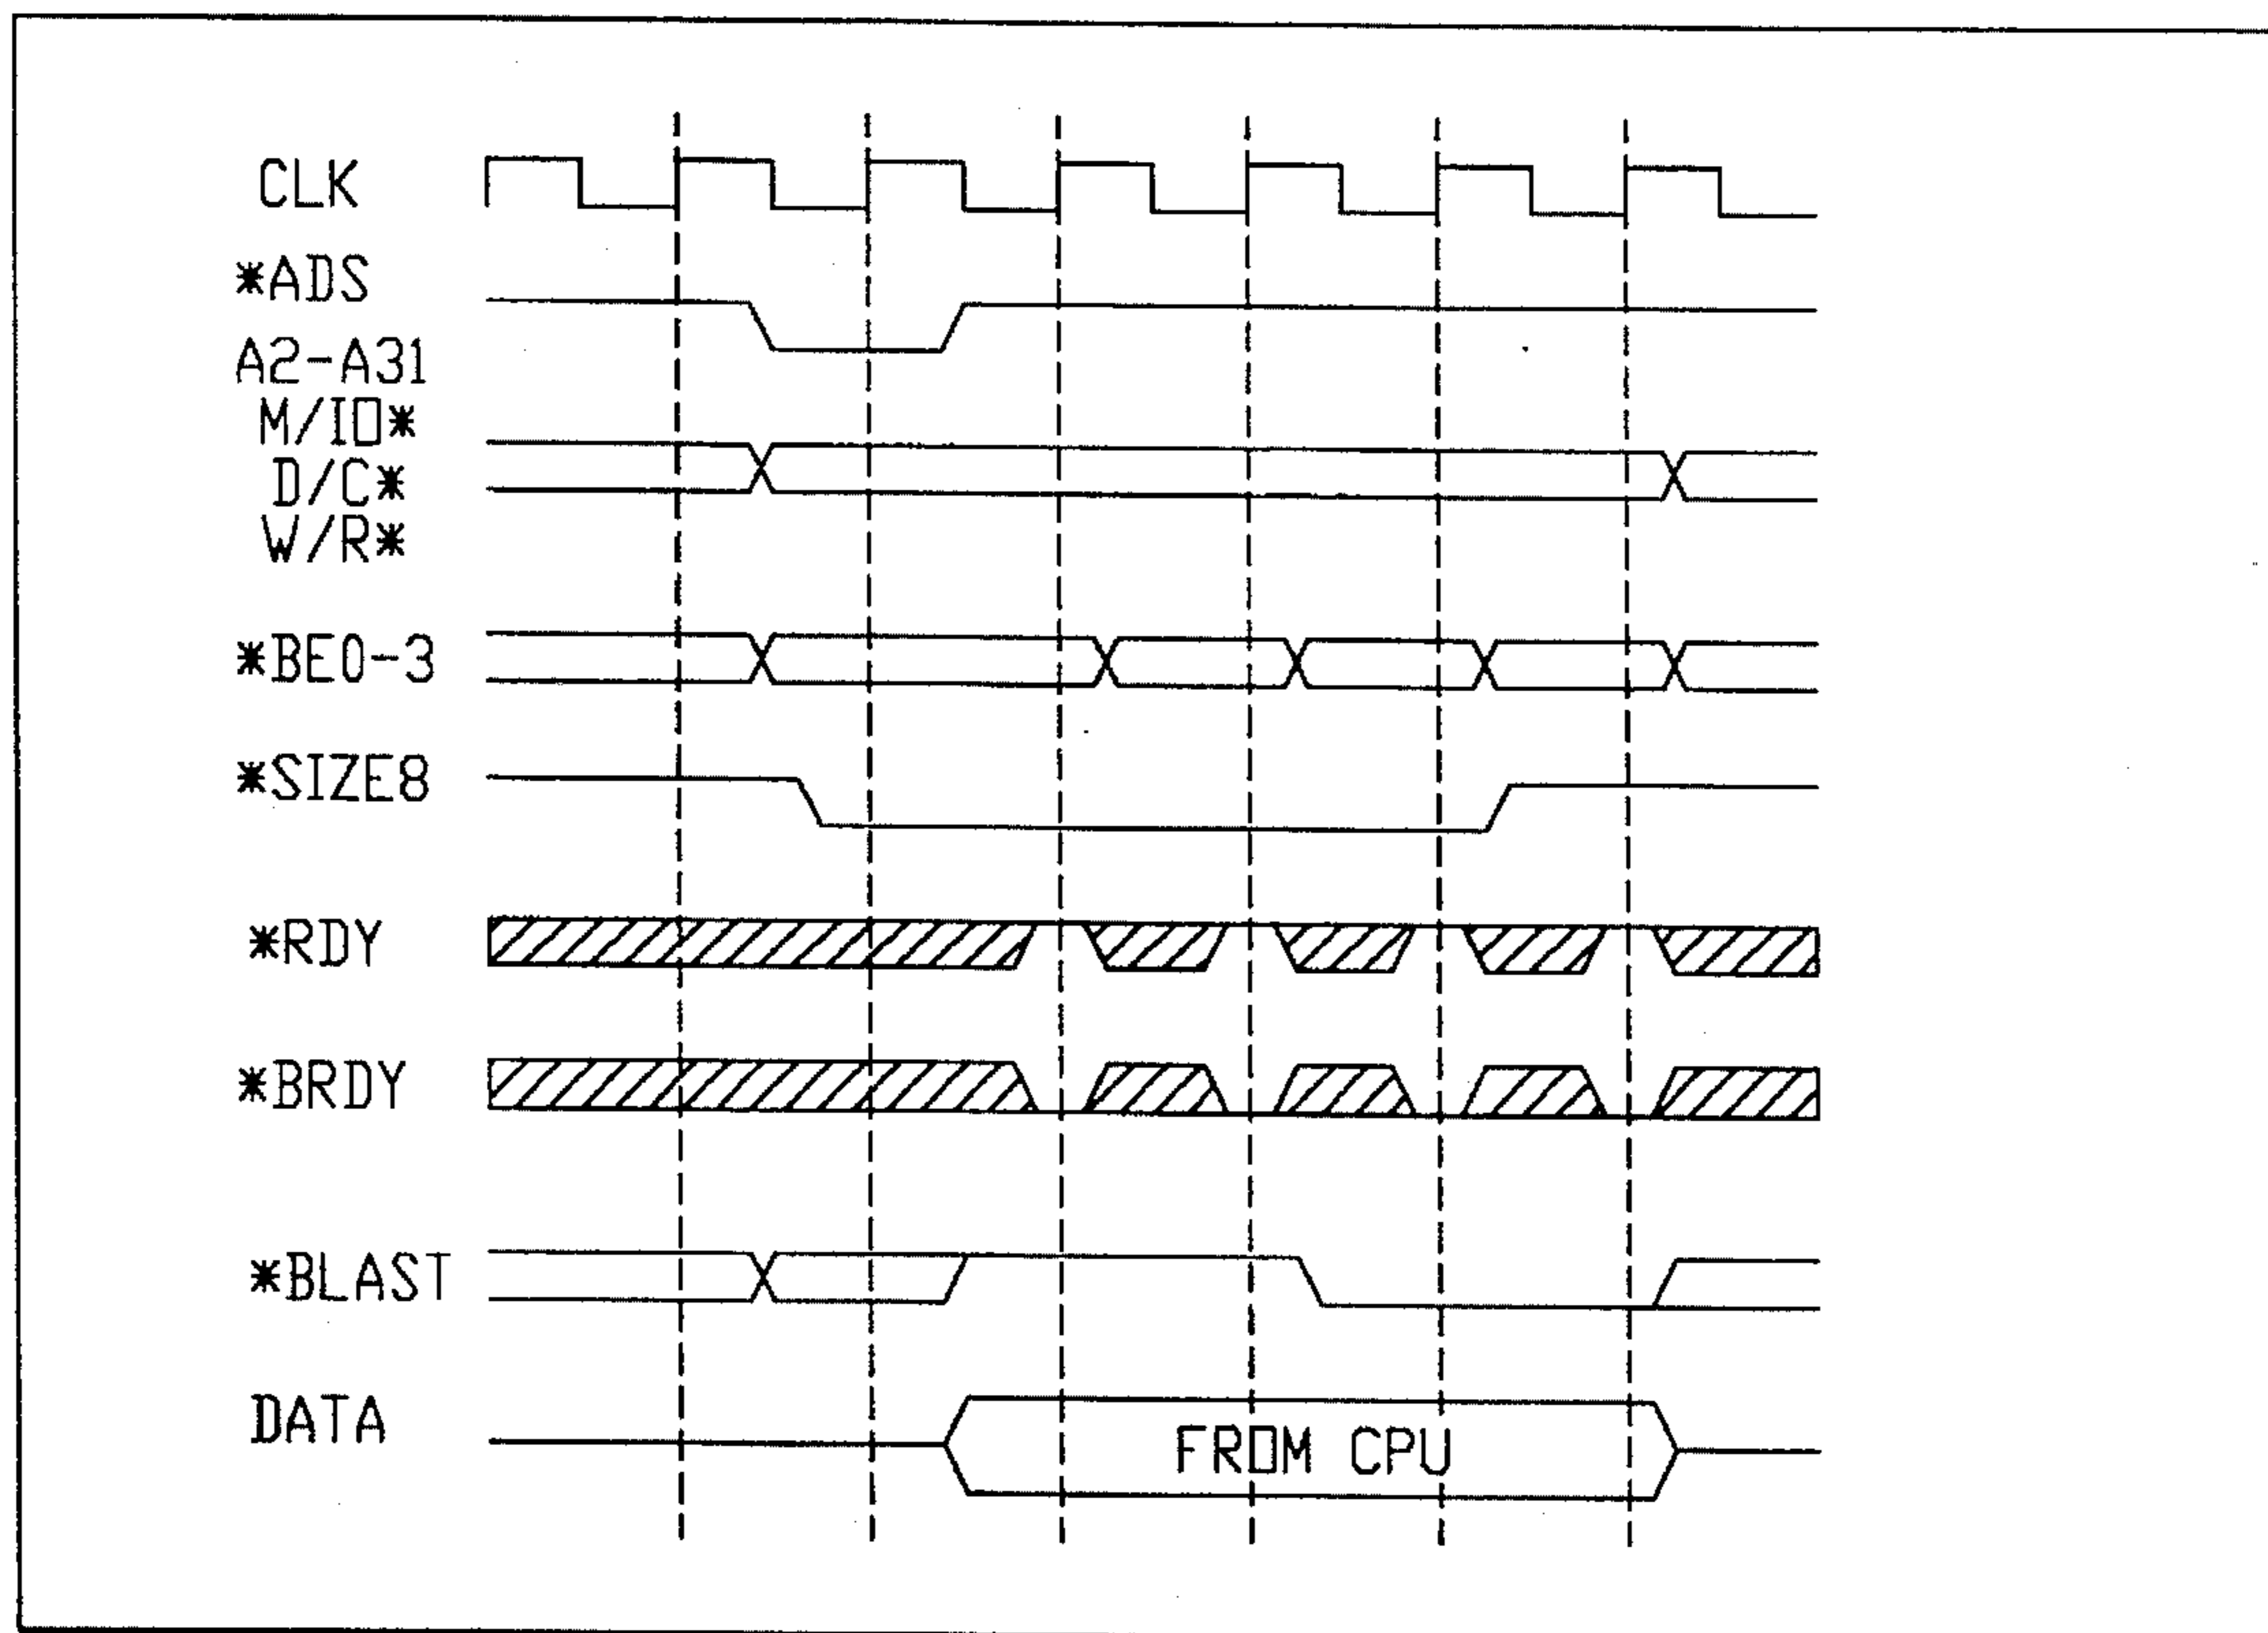 CLK
*ADS
A2-A31
M/IO*
D/C*
W/R*
*BE0-3
*SIZE8
*RDY
*BRDY
*BLAST
DATA
FROM CPU